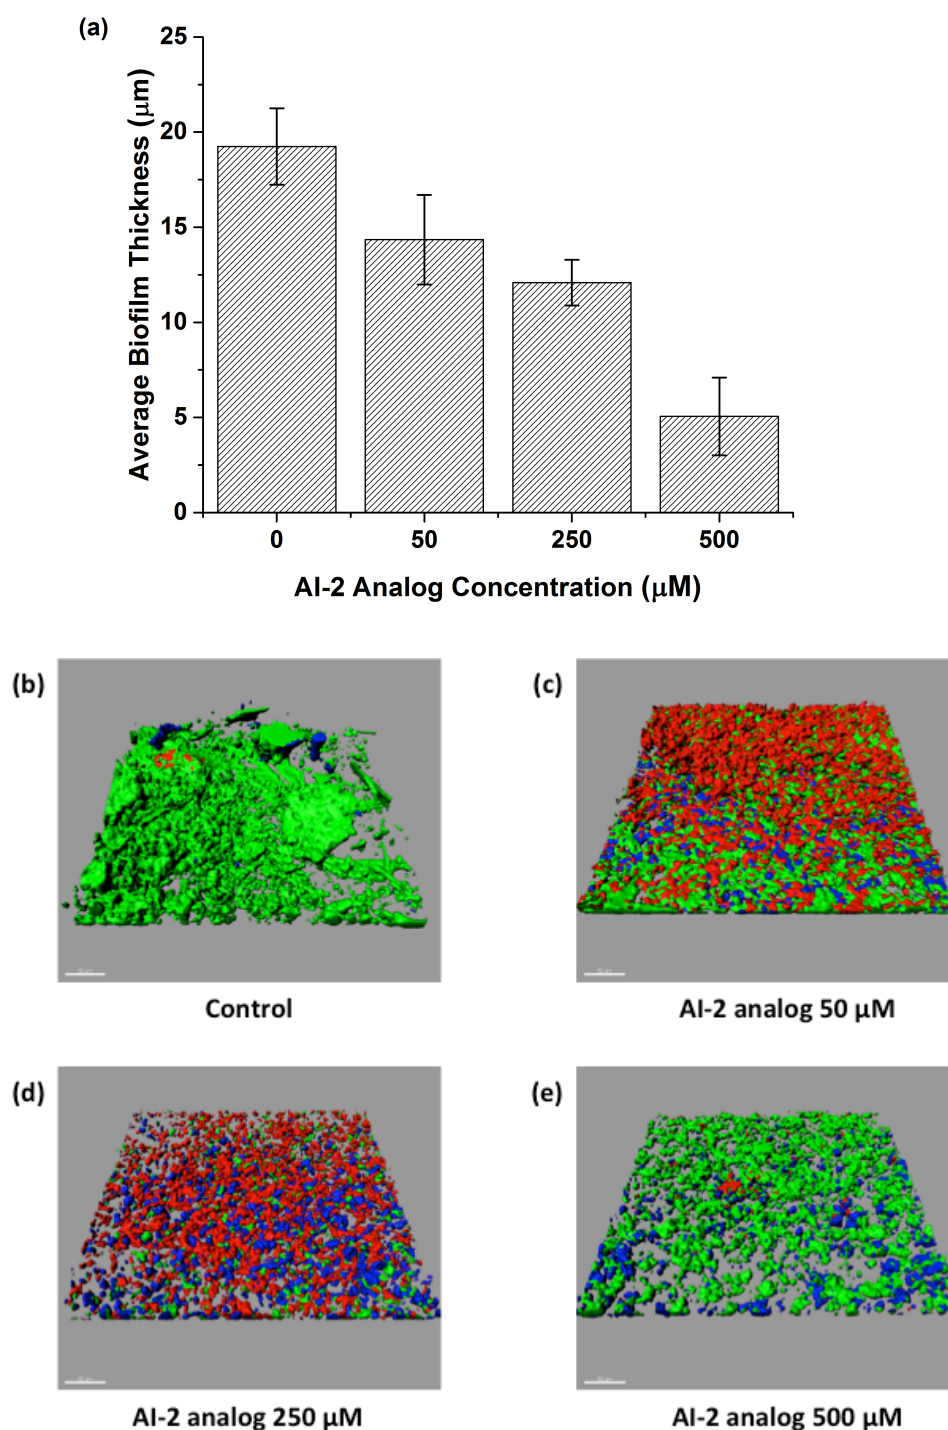 (a)
25
20
15
10
5
0
Average Biofilm Thickness (μm)
0 50 250 500
AI-2 Analog Concentration (μM)
(b)
(c)
Control
AI-2 analog 50 μM
(d)
(e)
AI-2 analog 250 μM
AI-2 analog 500 μM